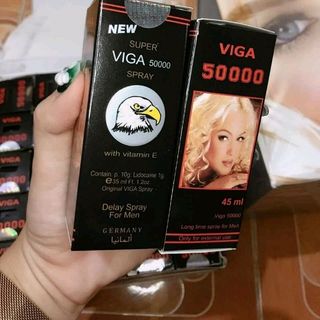 NEW
SUPER
VIGA 50000
SPRAY
with vitamin E
Contain. p. 10g: Lidocaine 1g
℮ 35 ml Ft. 1.2oz
Original VIGA Spray
Delay Spray
For Men
GERMANY
ألمانيا
VIGA
50000
45 ml
Viga 50000
Long time spray for Men
Only for external use
VIGA